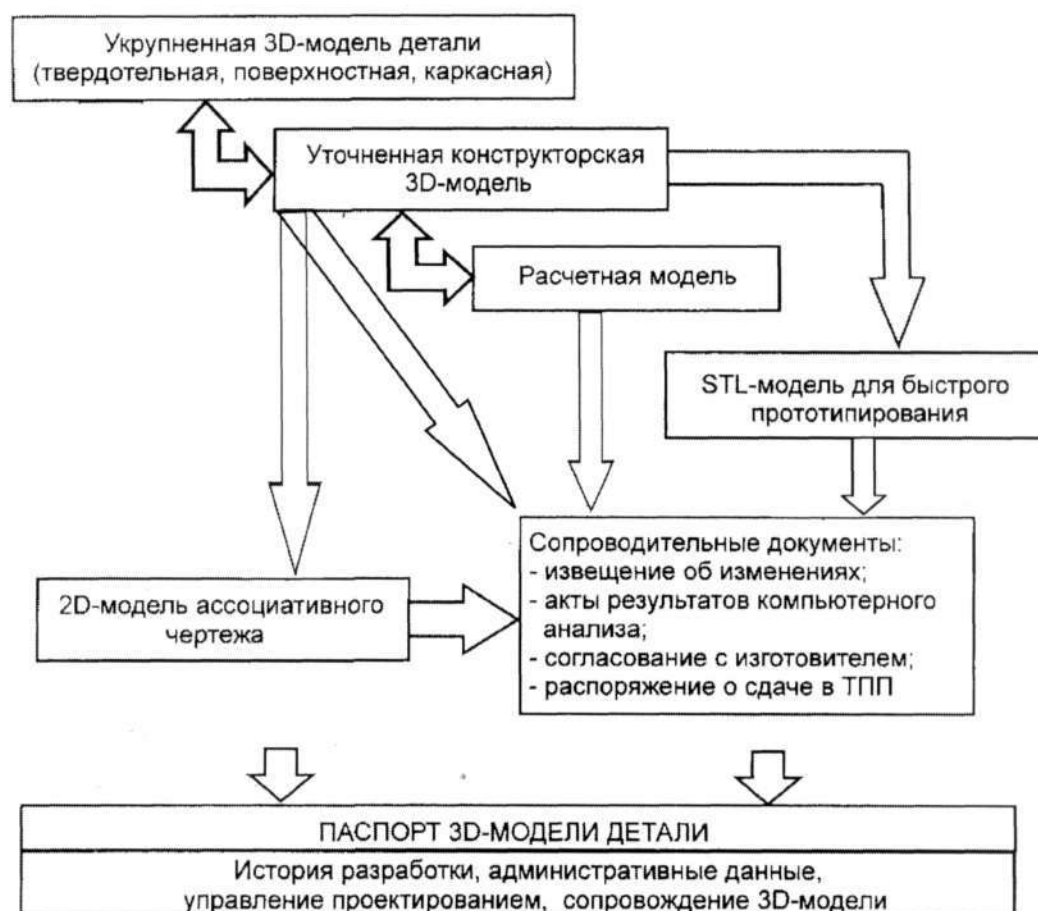 Укрупненная 3D-модель детали
(твердотельная, поверхностная, каркасная)
Уточненная конструкторская
3D-модель
Расчетная модель
STL-модель для быстрого
прототипирования
Сопроводительные документы:
- извещение об изменениях;
- акты результатов компьютерного
анализа;
- согласование с изготовителем;
- распоряжение о сдаче в ТПП
2D-модель ассоциативного
чертежа
ПАСПОРТ 3D-МОДЕЛИ ДЕТАЛИ
История разработки, административные данные,
управление проектированием, сопровождение 3D-модели